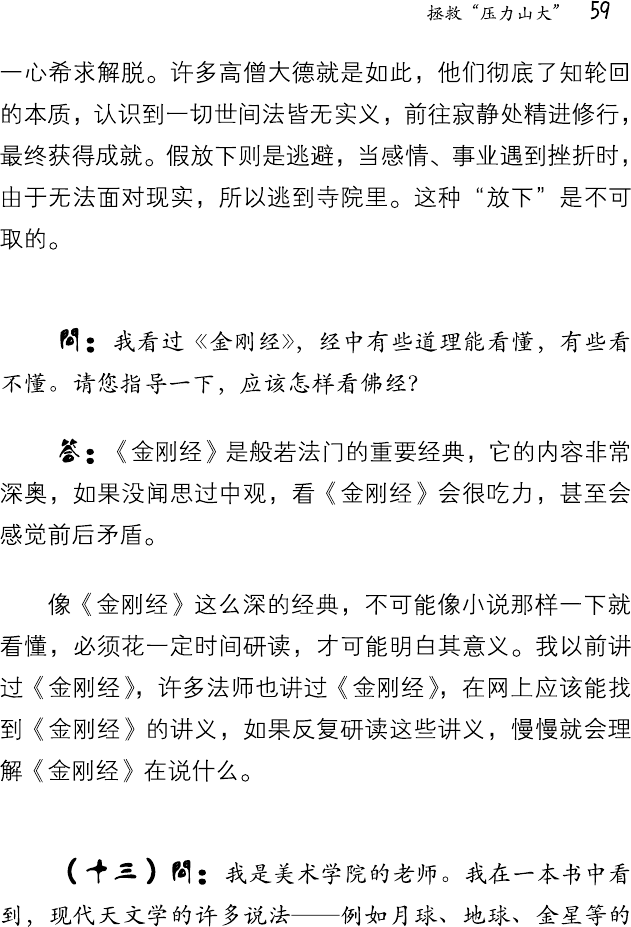 拯救“压力山大” 59
一心希求解脱。许多高僧大德就是如此，他们彻底了知轮回
的本质，认识到一切世间法皆无实义，前往寂静处精进修行，
最终获得成就。假放下则是逃避，当感情、事业遇到挫折时，
由于无法面对现实，所以逃到寺院里。这种“放下”是不可
取的。
問：我看过《金刚经》，经中有些道理能看懂，有些看
不懂。请您指导一下，应该怎样看佛经？
答：《金刚经》是般若法门的重要经典，它的内容非常
深奥，如果没闻思过中观，看《金刚经》会很吃力，甚至会
感觉前后矛盾。
像《金刚经》这么深的经典，不可能像小说那样一下就
看懂，必须花一定时间研读，才可能明白其意义。我以前讲
过《金刚经》，许多法师也讲过《金刚经》，在网上应该能找
到《金刚经》的讲义，如果反复研读这些讲义，慢慢就会理
解《金刚经》在说什么。
（十三）問：我是美术学院的老师。我在一本书中看
到，现代天文学的许多说法——例如月球、地球、金星等的